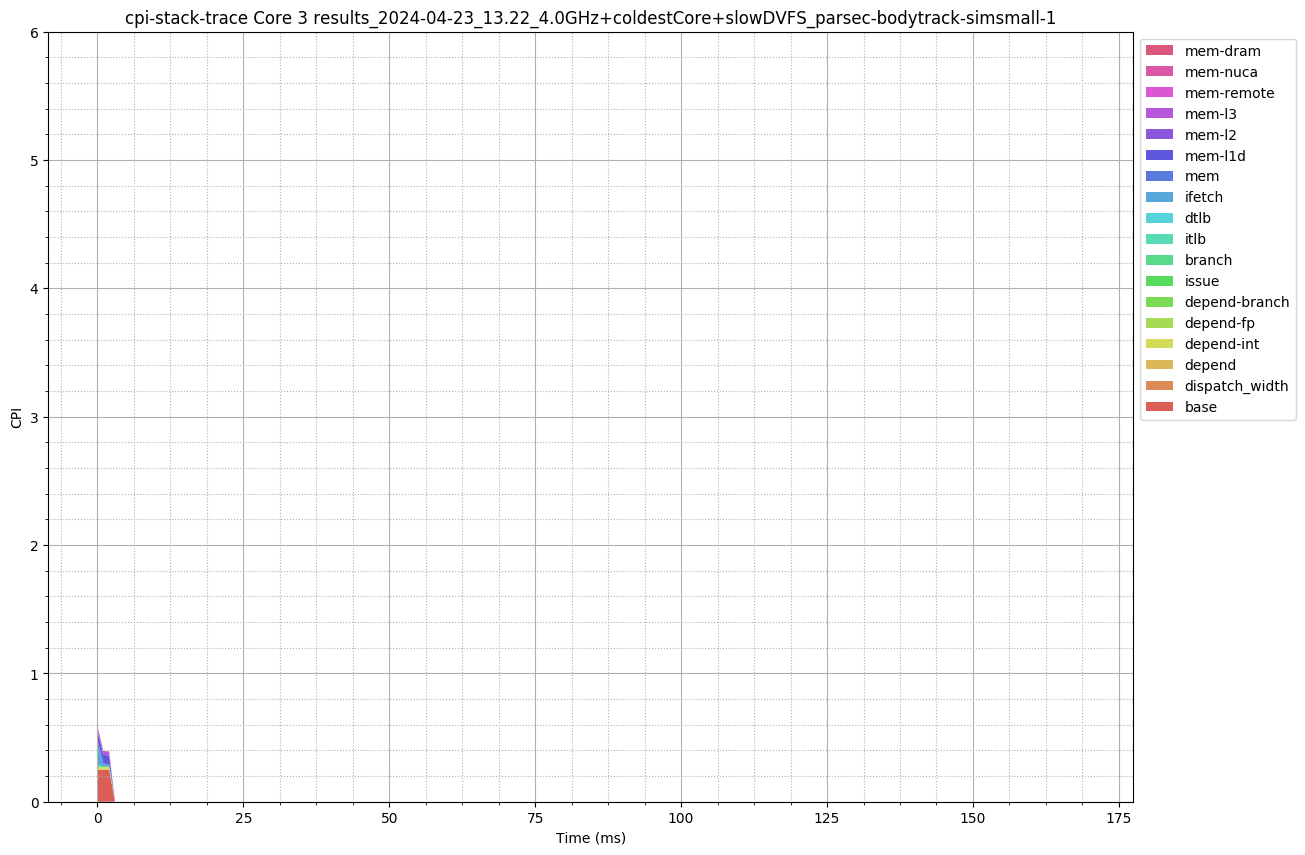 cpi-stack-trace Core 3 results_2024-04-23_13.22_4.0GHz+coldestCore+slowDVFS_parsec-bodytrack-simsmall-1
6
5
4
3
2
1
0
CPI
0 25 50 75 100 125 150 175
Time (ms)
mem-dram
mem-nuca
mem-remote
mem-l3
mem-l2
mem-l1d
mem
ifetch
dtlb
itlb
branch
issue
depend-branch
depend-fp
depend-int
depend
dispatch_width
base